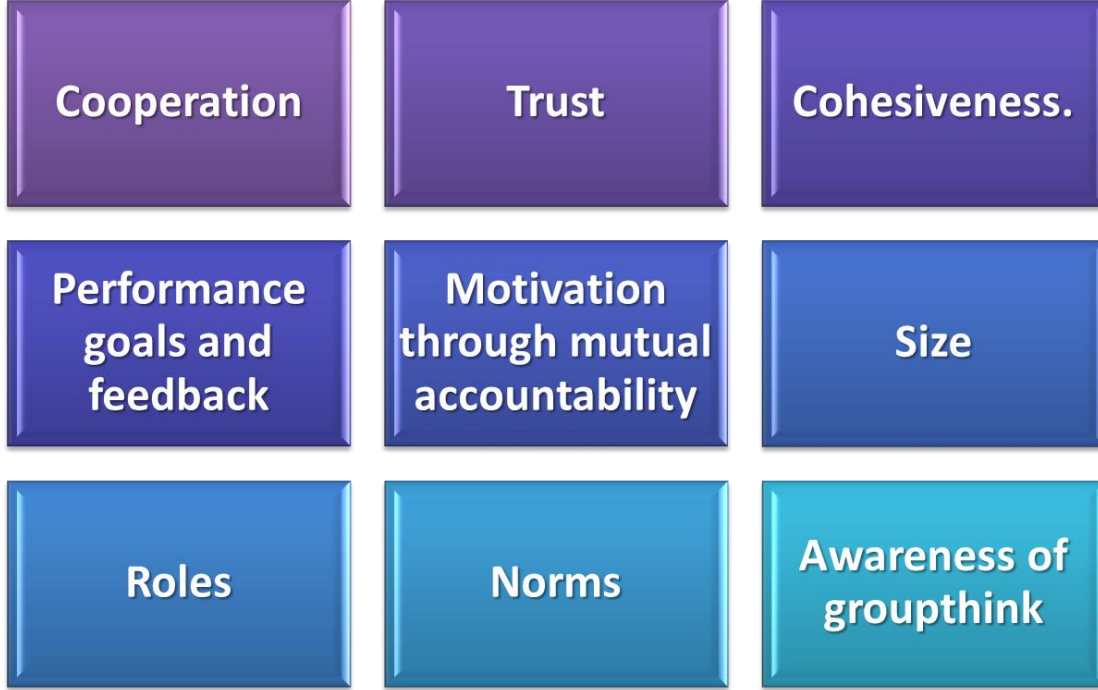 Cooperation
Trust
Cohesiveness.
Performance
goals and
feedback
Motivation
through mutual
accountability
Size
Roles
Norms
Awareness of
groupthink